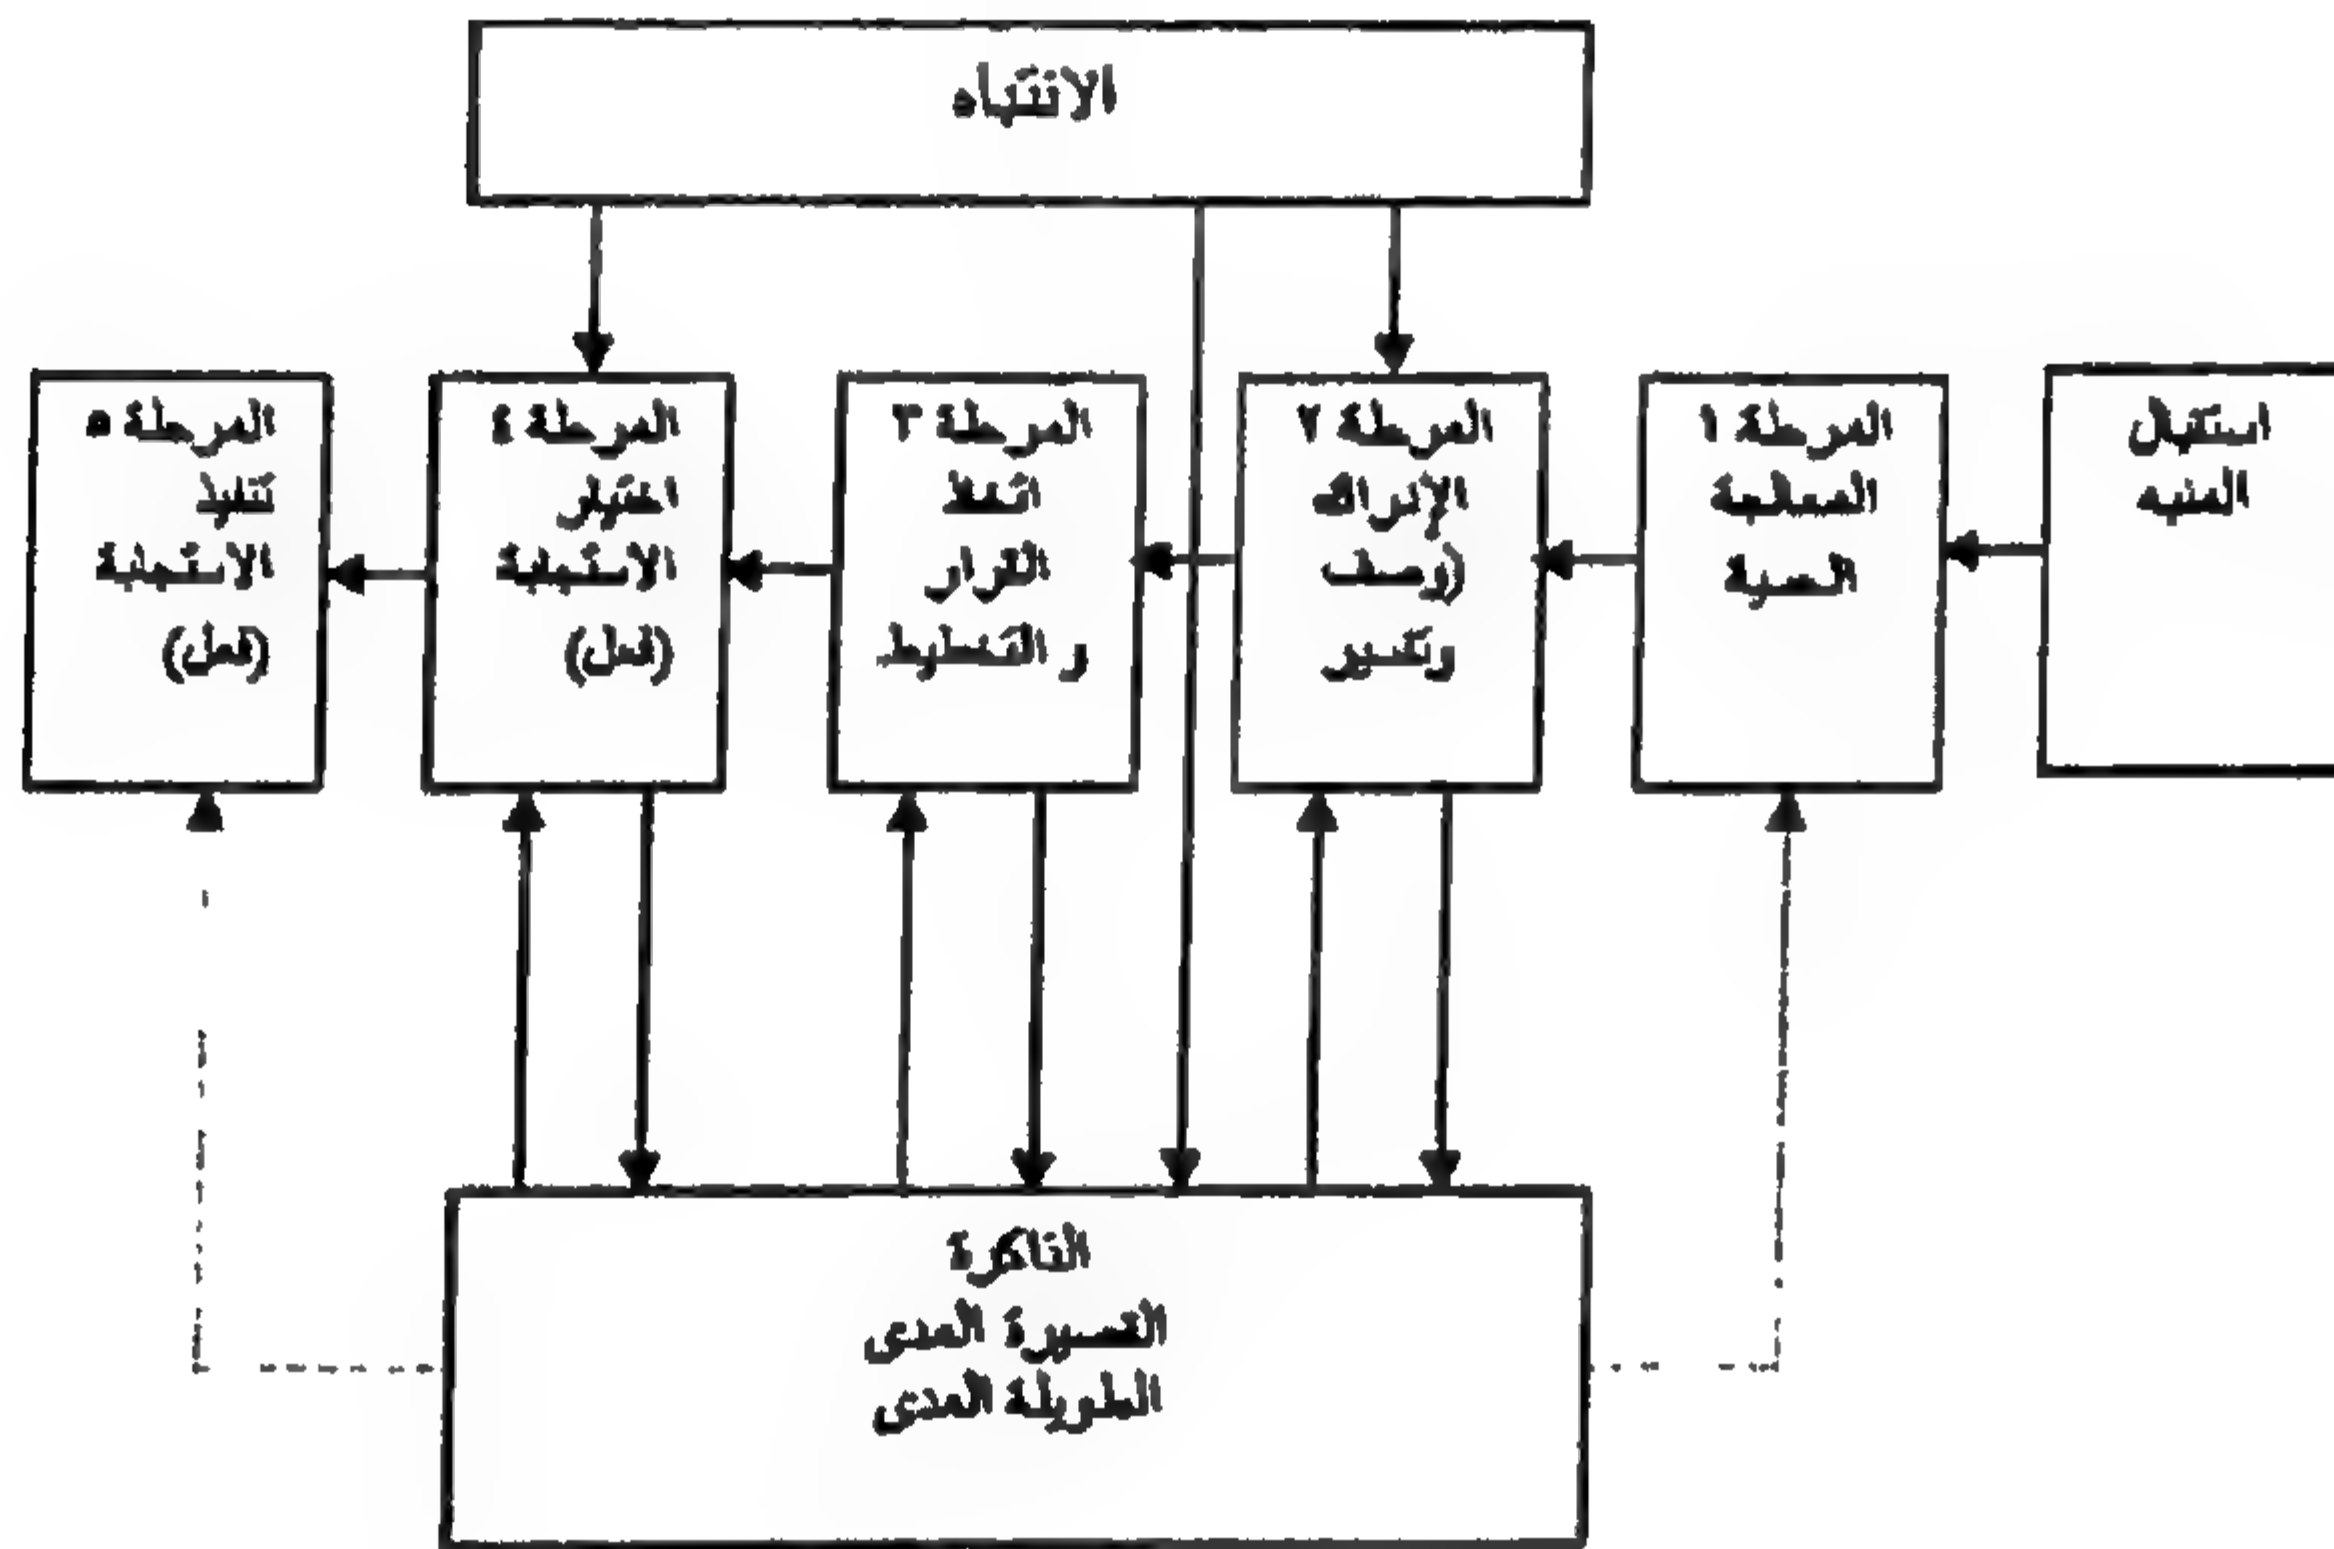 الانتباه
استقبال
المنبه
المرحلة ١
المعالجة
الحسية
المرحلة ٢
الإدراك
(وصف
وتفسير
المرحلة ٣
اتخاذ
القرار
و التخطيط
المرحلة ٤
اختيار
الاستجابة
(فعل)
المرحلة ٥
تنفيذ
الاستجابة
(فعل)
الذاكرة
القصيرة المدى
الطويلة المدى